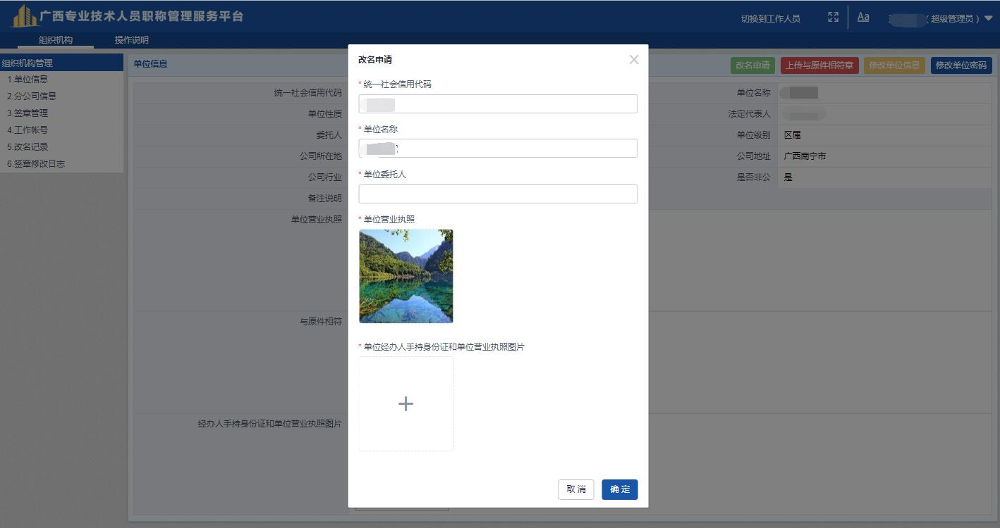 广西专业技术人员职称管理服务平台
切换到工作人员
Aa
(超级管理员)
组织机构
操作说明
组织机构管理
1.单位信息
2.分公司信息
3.签章管理
4.工作帐号
5.改名记录
6.签章修改日志
单位信息
改名申请
上传与原件相符章
修改单位信息
修改单位密码
统一社会信用代码
单位名称
单位性质
法定代表人
委托人
单位级别
区属
公司所在地
公司地址
广西南宁市
公司行业
是否非公
是
备注说明
单位营业执照
与原件相符
经办人手持身份证和单位营业执照图片
改名申请
* 统一社会信用代码
* 单位名称
* 单位委托人
* 单位营业执照
* 单位经办人手持身份证和单位营业执照图片
取消
确定